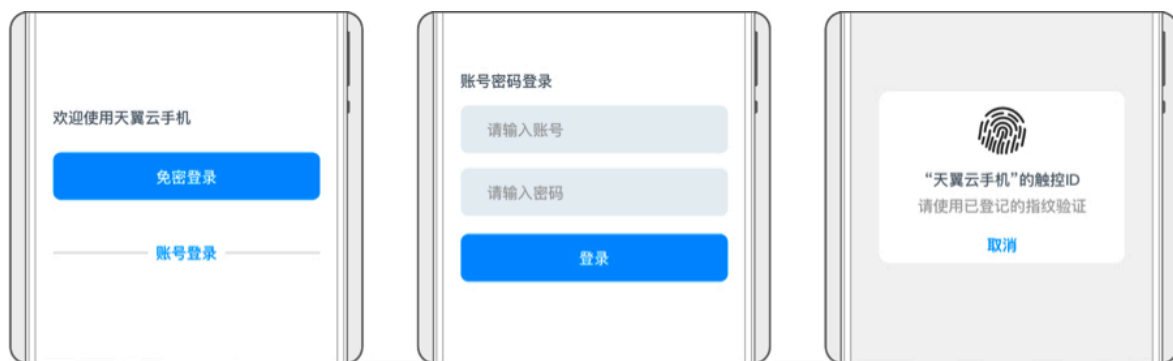 欢迎使用天翼云手机
免密登录
账号登录
账号密码登录
请输入账号
请输入密码
登录
“天翼云手机”的触控ID
请使用已登记的指纹验证
取消